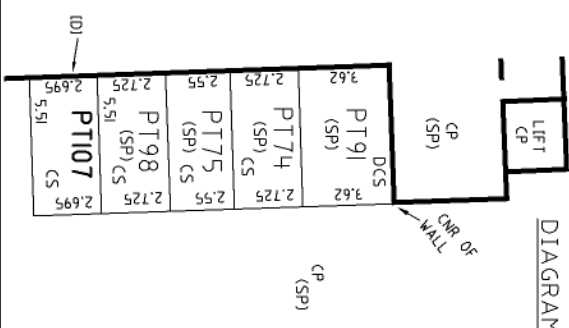 [D]
2.695
2.725
2.55
2.725
3.62
5.51
PT107
CS
2.695
5.51
PT98
(SP) CS
2.725
PT75
(SP) CS
2.55
PT74
(SP) CS
2.725
PT91
(SP)
DCS
3.62
CP
(SP)
LIFT
CP
CNR OF
WALL
CP
(SP)
DIAGRAM